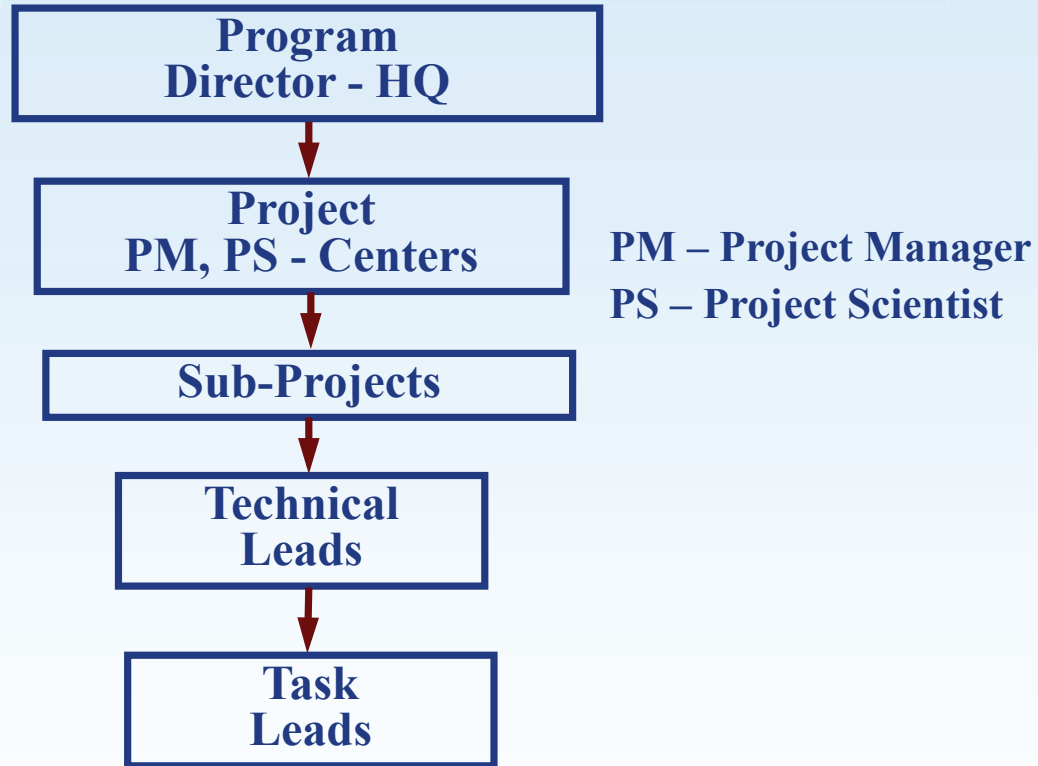 Program
Director - HQ
Project
PM, PS - Centers
PM – Project Manager
PS – Project Scientist
Sub-Projects
Technical
Leads
Task
Leads